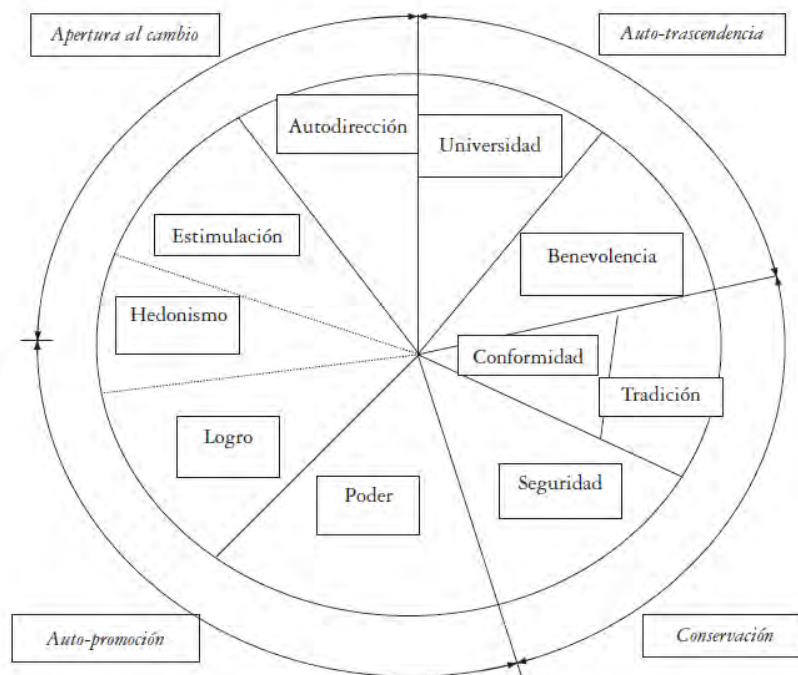 Apertura al cambio
Auto-trascendencia
Autodirección
Universidad
Estimulación
Benevolencia
Hedonismo
Conformidad
Tradición
Logro
Seguridad
Poder
Auto-promoción
Conservación